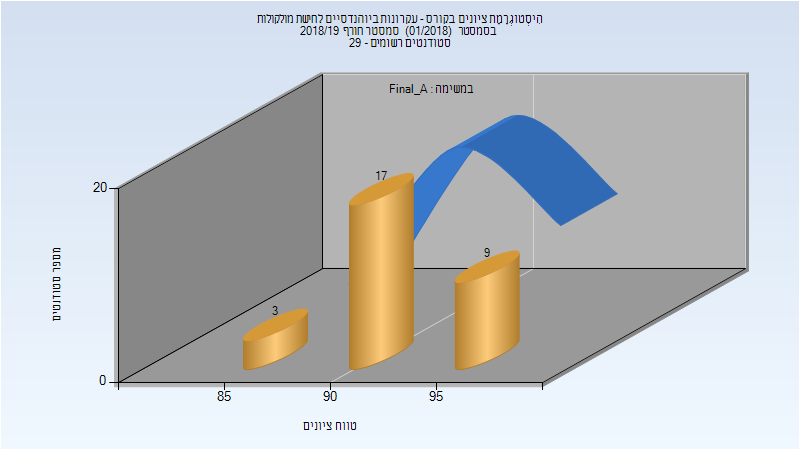 היסטוגרמת ציונים בקורס - עקרונות ביוהנדסיים לחישת מולקולות
בסמסטר (01/2018) סמסטר חורף 2018/19
סטודנטים רשומים - 29
במשימה : Final_A
20
17
9
3
0
מספר סטודנטים
85
90
95
טווח ציונים